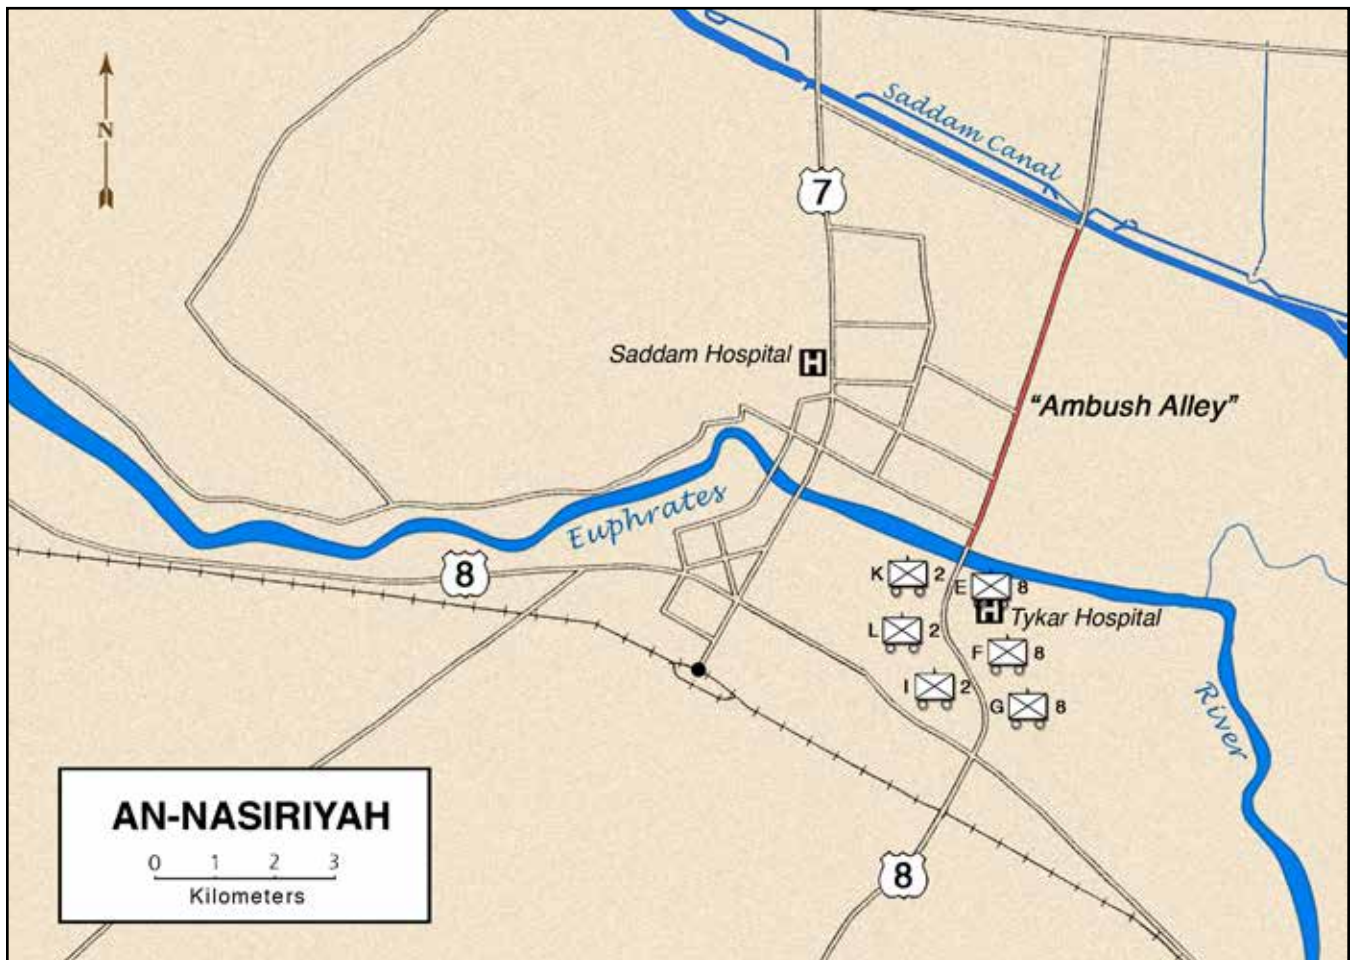 N
Saddam Canal
7
Saddam Hospital
H
"Ambush Alley"
Euphrates
8
K 2
E 8
H Tykar Hospital
L 2
F 8
I 2
G 8
River
AN-NASIRIYAH
0 1 2 3
Kilometers
8